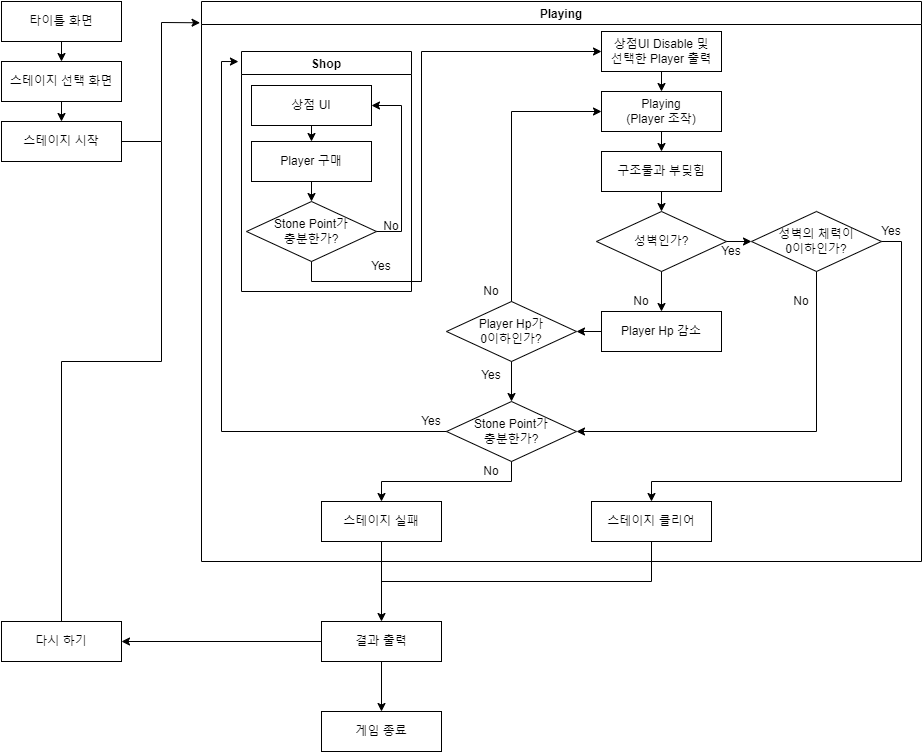 타이틀 화면
스테이지 선택 화면
스테이지 시작
Playing
Shop
상점 UI
Player 구매
Stone Point가
충분한가?
No
Yes
상점UI Disable 및
선택한 Player 출력
Playing
(Player 조작)
구조물과 부딪힘
성벽인가?
Yes
성벽의 체력이
0이하인가?
Yes
No
No
Player Hp 감소
Player Hp가
0이하인가?
No
Yes
Stone Point가
충분한가?
Yes
No
스테이지 실패
스테이지 클리어
다시 하기
결과 출력
게임 종료